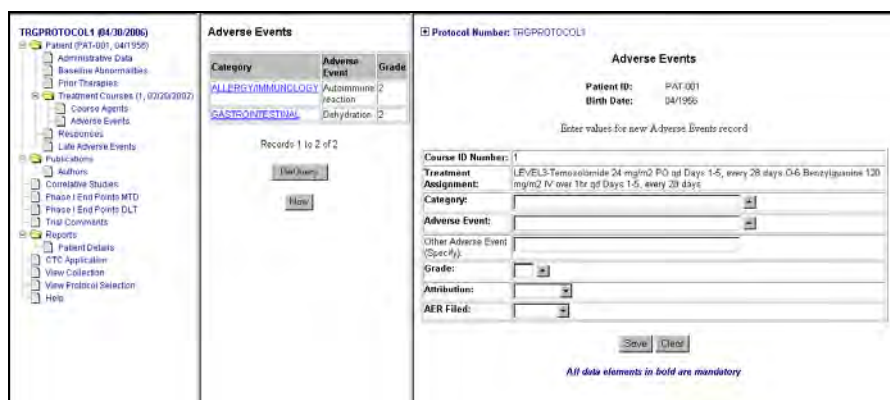 TRGPROTOCOL1 (04/30/2006)
Patient (PAT-001, 04/1956)
Administrative Data
Baseline Abnormalities
Prior Therapies
Treatment Courses (1, 02/20/2002)
Course Agents
Adverse Events
Responses
Late Adverse Events
Publications
Authors
Correlative Studies
Phase I End Points MTD
Phase I End Points DLT
Trial Comments
Reports
Patient Details
CTC Application
View Collection
View Protocol Selection
Help
Adverse Events
Category Adverse Event Grade
ALLERGY/IMMUNOLOGY Autoimmune reaction 2
GASTROINTESTINAL Dehydration 2
Records 1 to 2 of 2
ReQuery
New
Protocol Number: TRGPROTOCOL1
Adverse Events
Patient ID: PAT-001
Birth Date: 04/1956
Enter values for new Adverse Events record
Course ID Number: 1
Treatment Assignment: LEVEL3-Temozolomide 24 mg/m2 PO qd Days 1-5, every 28 days O-6 Benzylguanine 120
mg/m2 IV over 1hr qd Days 1-5, every 28 days
Category:
Adverse Event:
Other Adverse Event
(Specify):
Grade:
Attribution:
AER Filed:
Save Clear
All data elements in bold are mandatory